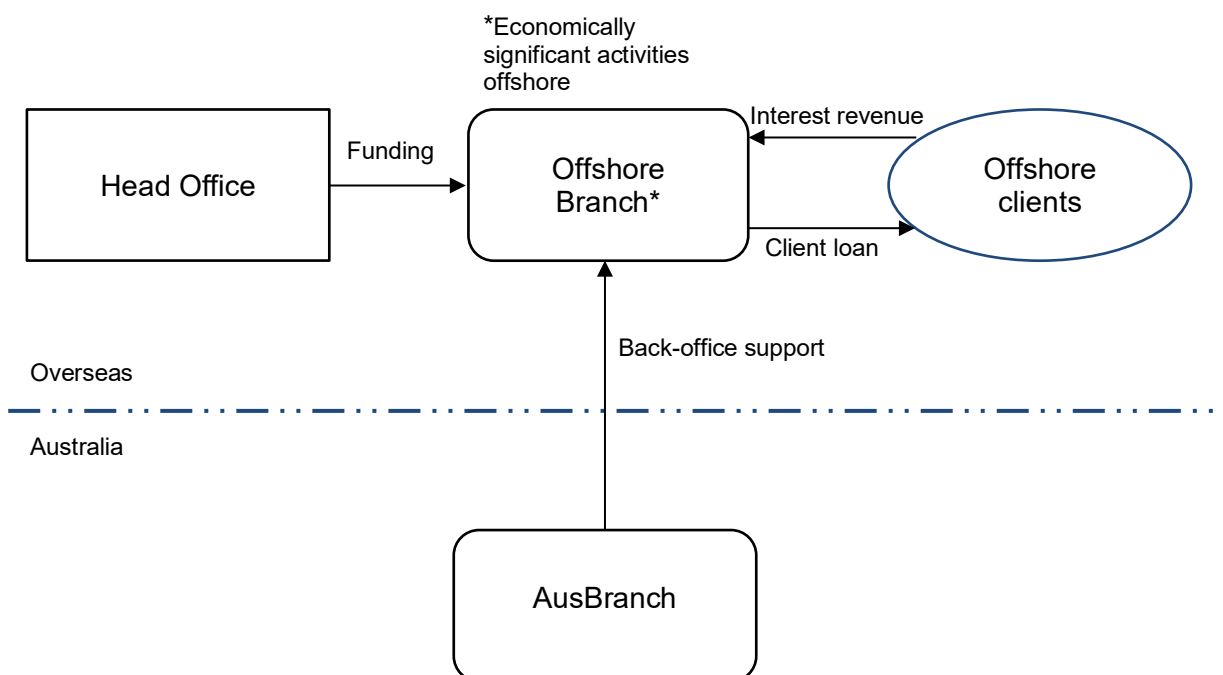 *Economically
significant activities
offshore
Head Office
Funding
Offshore
Branch*
Interest revenue
Client loan
Offshore
clients
Back-office support
Overseas
Australia
AusBranch